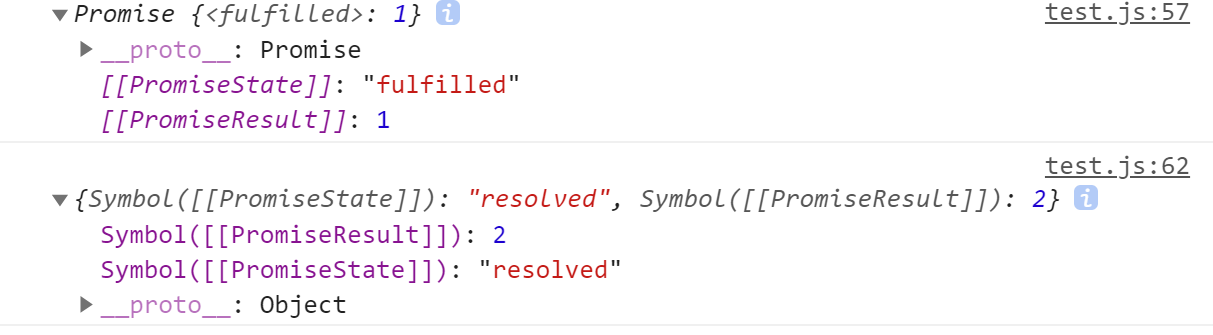 Promise {<fulfilled>: 1} i test.js:57
__proto__: Promise
[[PromiseState]]: "fulfilled"
[[PromiseResult]]: 1
test.js:62
{Symbol([[PromiseState]]): "resolved", Symbol([[PromiseResult]]): 2} i
Symbol([[PromiseResult]]): 2
Symbol([[PromiseState]]): "resolved"
__proto__: Object